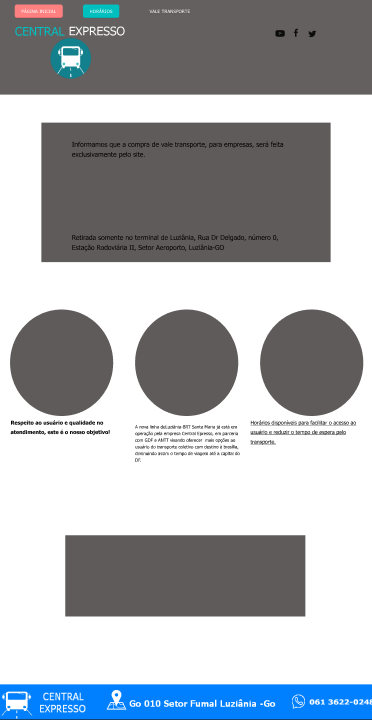 PÁGINA INICIAL
HORÁRIOS
VALE TRANSPORTE
CENTRAL EXPRESSO
Informamos que a compra de vale transporte, para empresas, será feita
exclusivamente pelo site.
Retirada somente no terminal de Luziânia, Rua Dr Delgado, número 0,
Estação Rodoviária II, Setor Aeroporto, Luziânia-GO
Respeito ao usuário e qualidade no
atendimento, este é o nosso objetivo!
A nova linha deLuziânia BRT Santa Maria já está em
operação pela empresa Central Epresso, em parceria
com GDF e ANTT visando oferecer mais opções ao
usuário do transporte coletivo com destino à brasília,
diminuindo assim o tempo de viagem até a capital do
DF.
Horários disponíveis para facilitar o acesso ao
usuário e reduzir o tempo de espera pelo
transporte.
CENTRAL
EXPRESSO
Go 010 Setor Fumal Luziânia -Go
061 3622-0248